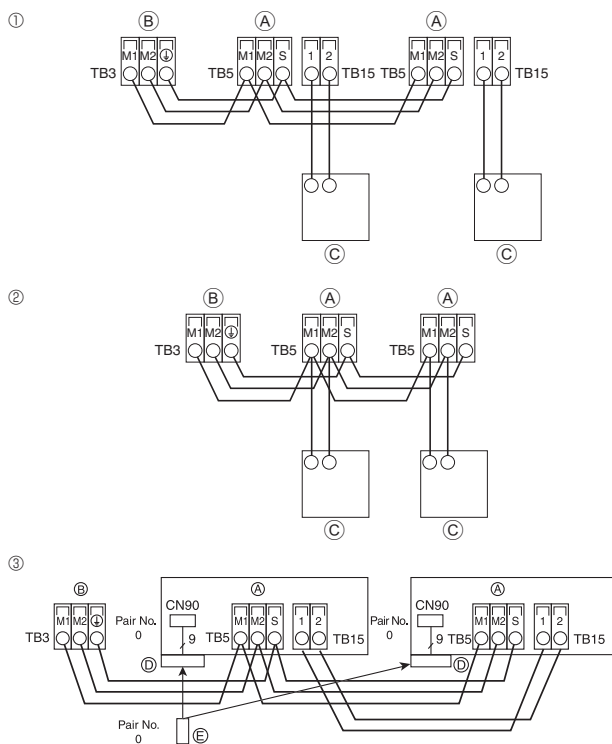 ①
Ⓑ Ⓐ Ⓐ
M1 M2 M1 M2 S 1 2 M1 M2 S 1 2
TB3 TB5 TB15 TB5 TB15
Ⓒ Ⓒ
②
Ⓑ Ⓐ Ⓐ
M1 M2 M1 M2 S M1 M2 S
TB3 TB5 TB5
Ⓒ Ⓒ
③
Ⓑ Ⓐ Ⓐ
CN90 CN90
M1 M2 Pair No. M1 M2 S 1 2 Pair No. M1 M2 S 1 2
TB3 0 9 TB5 TB15 0 9 TB5 TB15
Ⓓ Ⓓ
Pair No.
0 Ⓔ